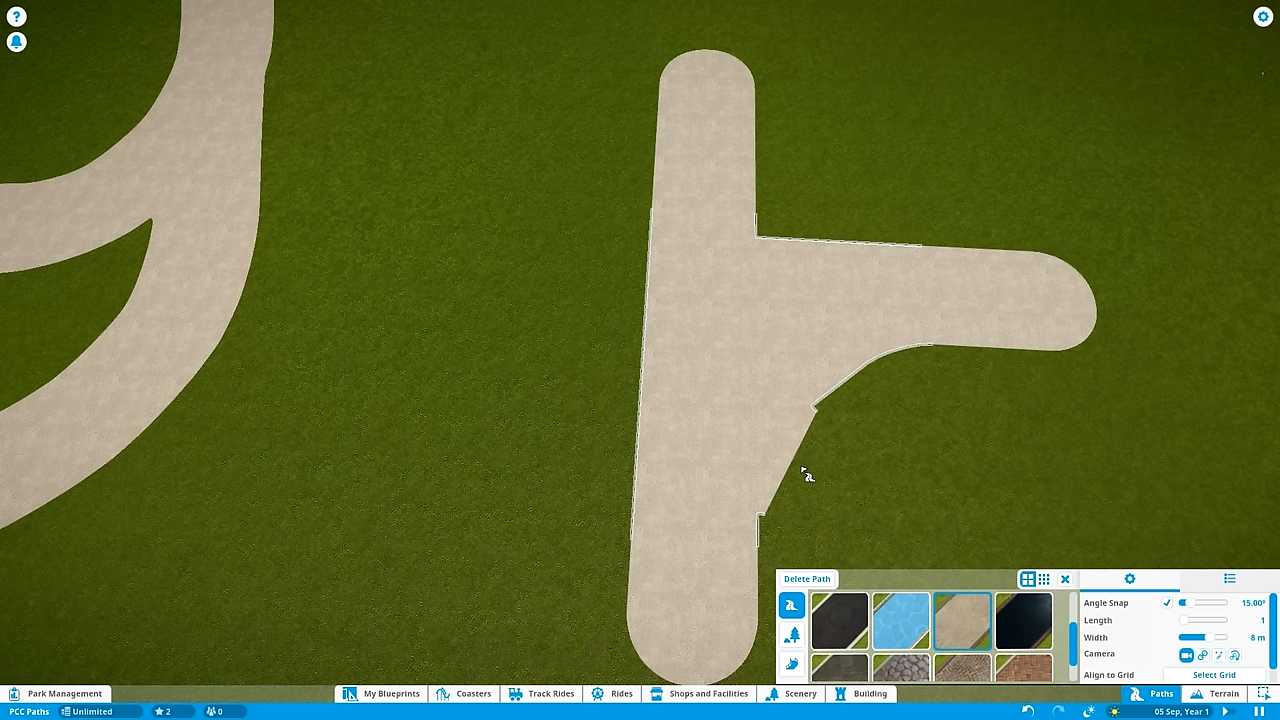 ?
Delete Path
Angle Snap 15.00°
Length 1
Width 8 m
Camera
Align to Grid Select Grid
Park Management My Blueprints Coasters Track Rides Rides Shops and Facilities Scenery Building Paths Terrain
PCC Paths Unlimited 2 0 05 Sep, Year 1